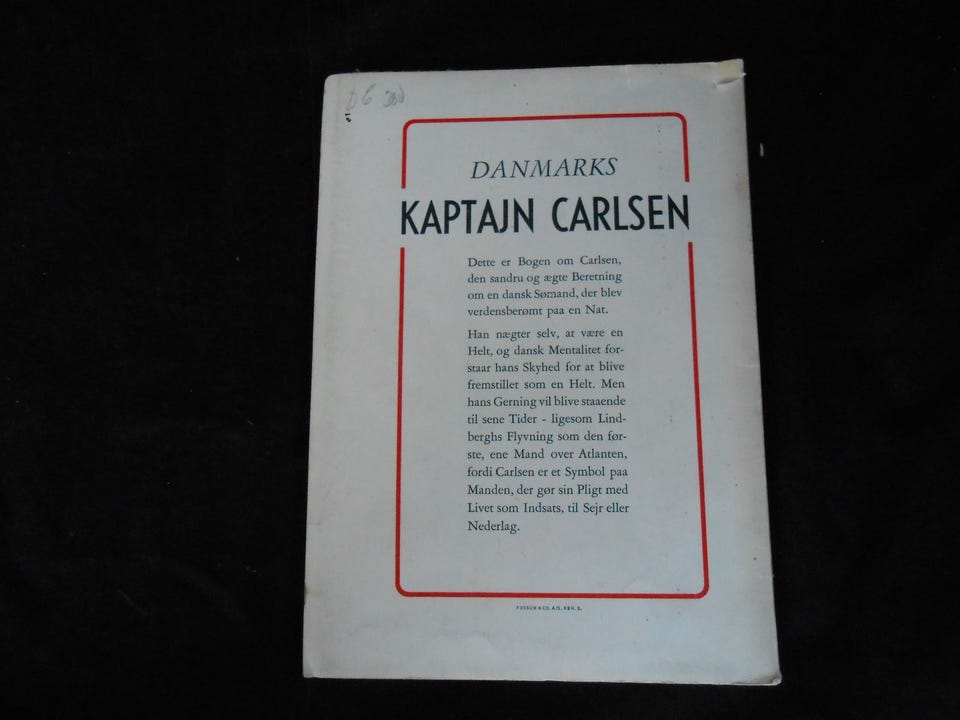 DANMARKS
KAPTAJN CARLSEN
Dette er Bogen om Carlsen,
den sandru og ægte Beretning
om en dansk Sømand, der blev
verdensberømt paa en Nat.
Han nægter selv, at være en
Helt, og dansk Mentalitet for-
staar hans Skyhed for at blive
fremstillet som en Helt. Men
hans Gerning vil blive staaende
til sene Tider - ligesom Lind-
berghs Flyvning som den før-
ste, ene Mand over Atlanten,
fordi Carlsen er et Symbol paa
Manden, der gør sin Pligt med
Livet som Indsats, til Sejr eller
Nederlag.
& CO. A/S. KBH. S.